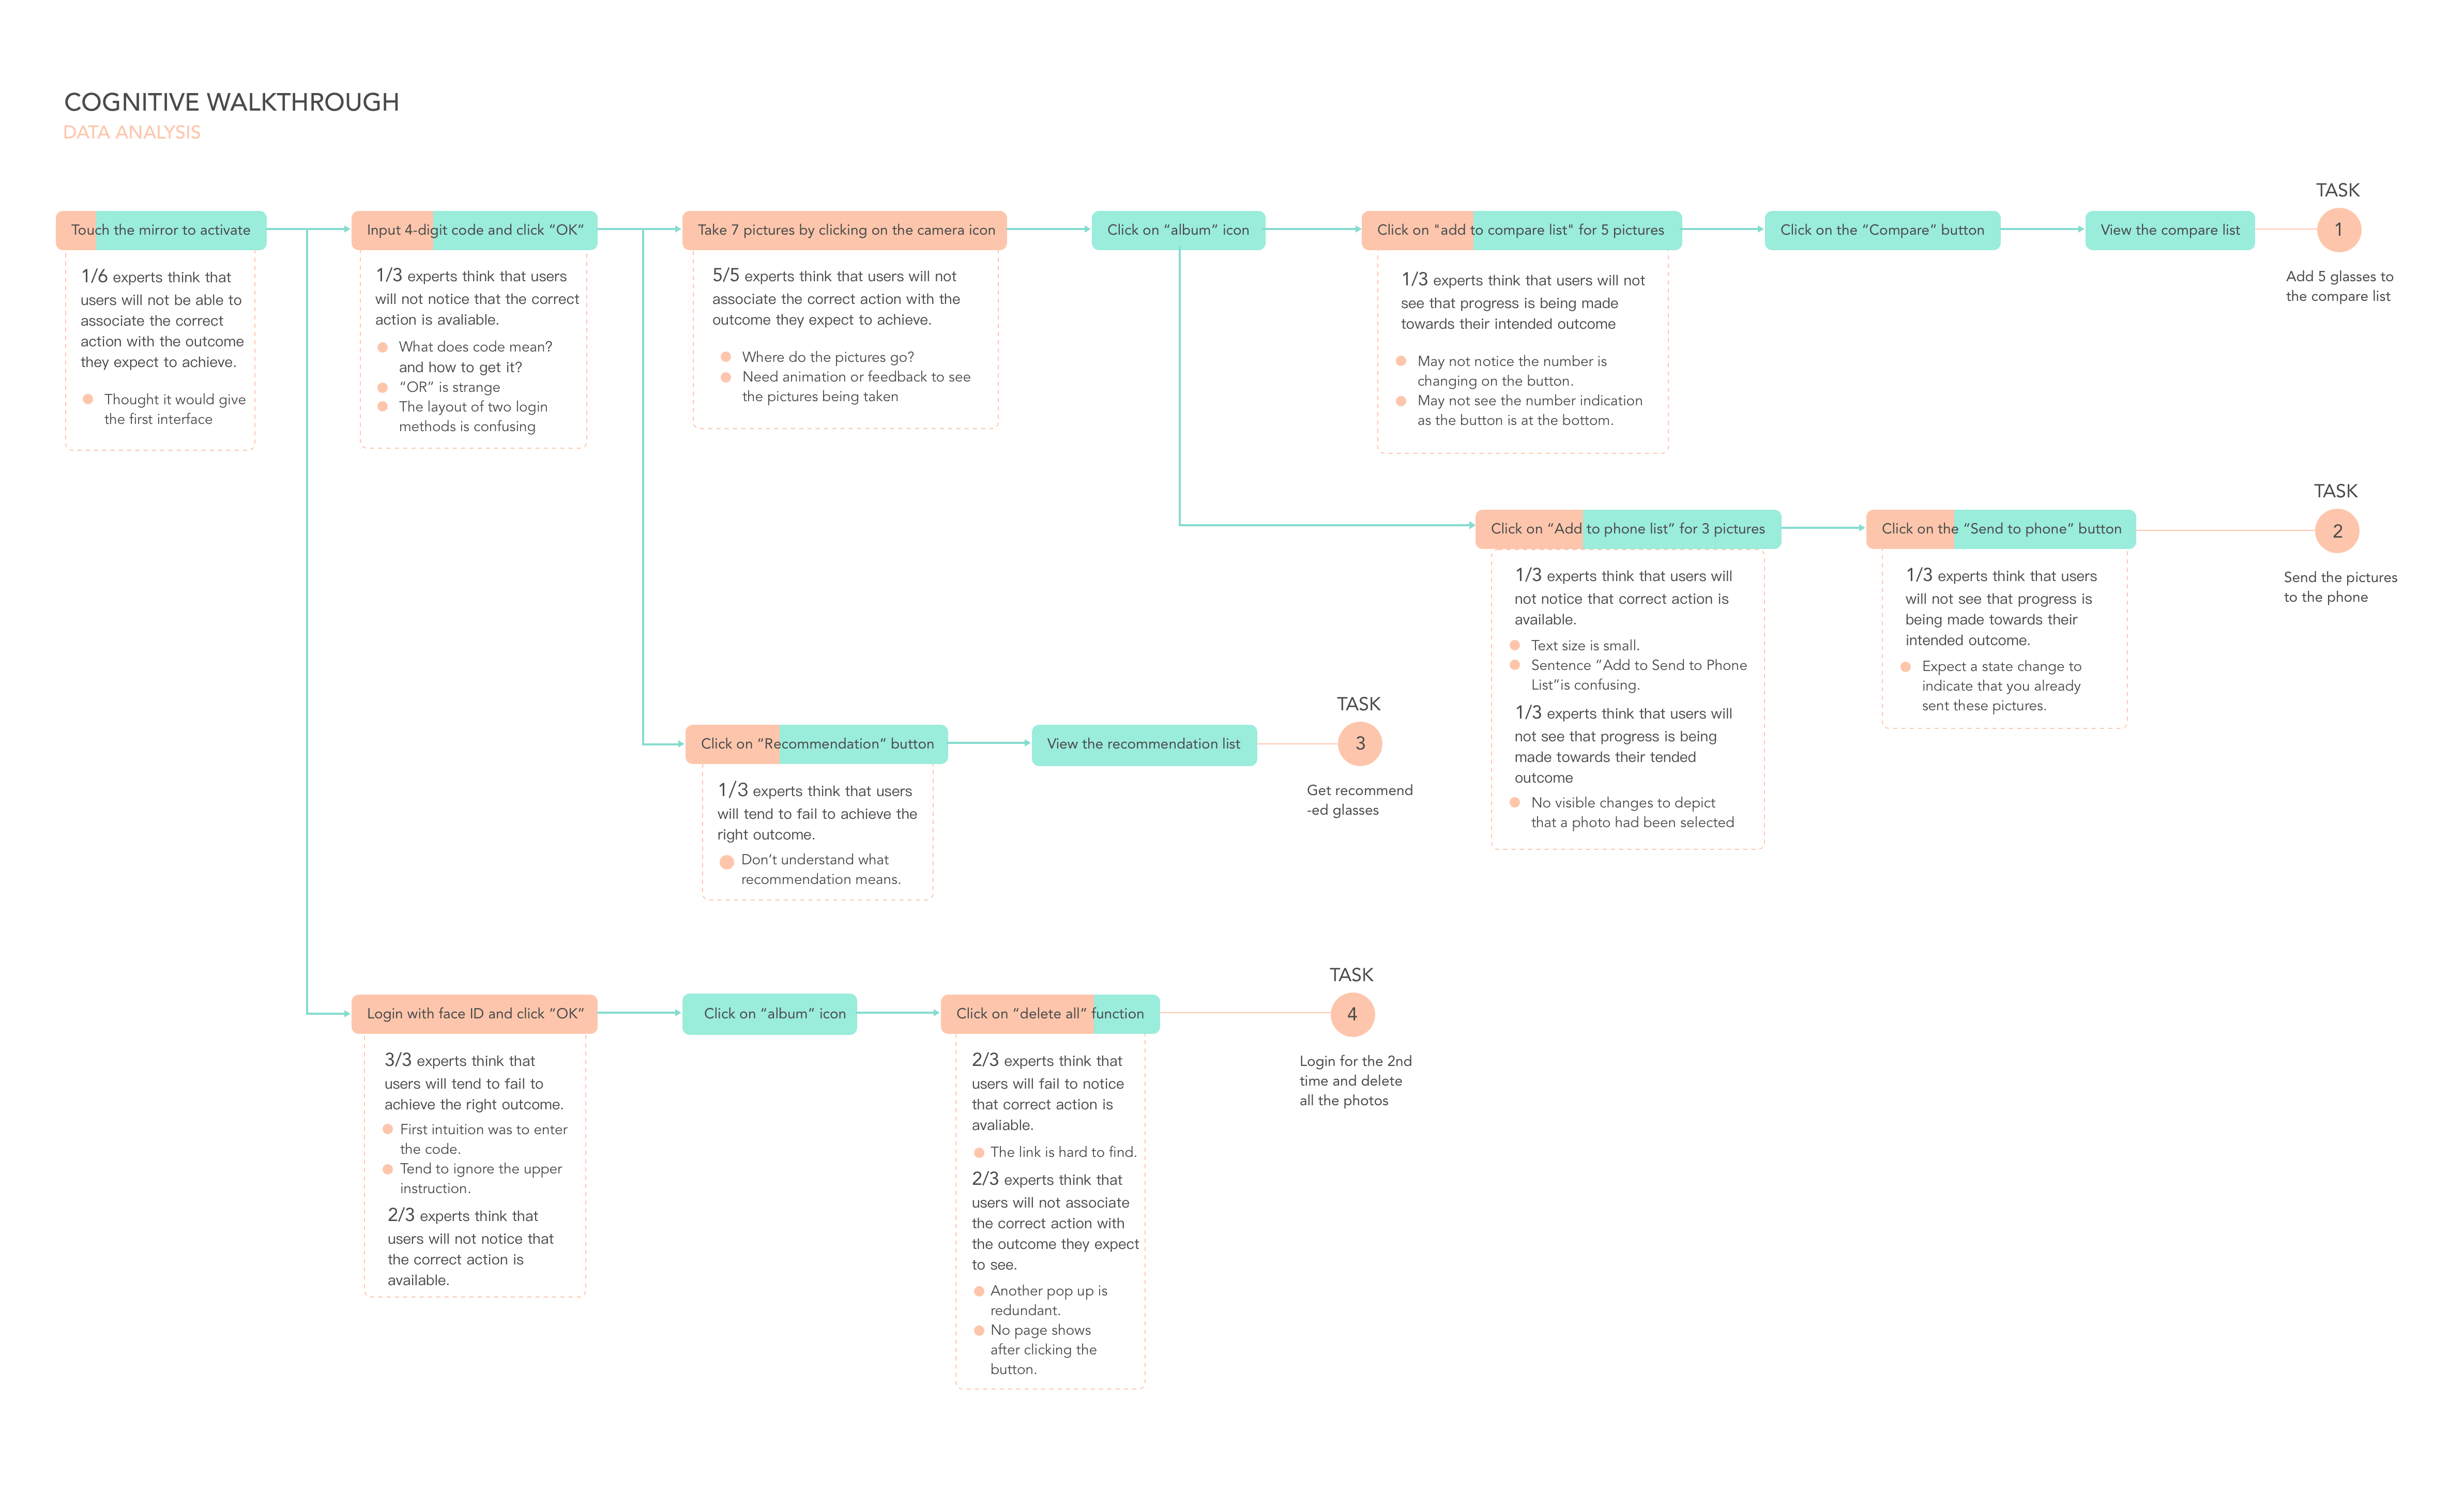 COGNITIVE WALKTHROUGH
DATA ANALYSIS
Touch the mirror to activate
1/6 experts think that
users will not be able to
associate the correct
action with the outcome
they expect to achieve.
Thought it would give
the first interface
Input 4-digit code and click “OK”
1/3 experts think that users
will not notice that the correct
action is avaliable.
What does code mean?
and how to get it?
“OR” is strange
The layout of two login
methods is confusing
Take 7 pictures by clicking on the camera icon
5/5 experts think that users will not
associate the correct action with the
outcome they expect to achieve.
Where do the pictures go?
Need animation or feedback to see
the pictures being taken
Click on “album” icon
Click on "add to compare list" for 5 pictures
1/3 experts think that users will not
see that progress is being made
towards their intended outcome
May not notice the number is
changing on the button.
May not see the number indication
as the button is at the bottom.
Click on the “Compare” button
View the compare list
TASK
1
Add 5 glasses to
the compare list
Click on “Add to phone list” for 3 pictures
1/3 experts think that users will
not notice that correct action is
available.
Text size is small.
Sentence “Add to Send to Phone
List”is confusing.
1/3 experts think that users will
not see that progress is being
made towards their tended
outcome
No visible changes to depict
that a photo had been selected
Click on the “Send to phone” button
1/3 experts think that users
will not see that progress is
being made towards their
intended outcome.
Expect a state change to
indicate that you already
sent these pictures.
TASK
2
Send the pictures
to the phone
Click on “Recommendation” button
1/3 experts think that users
will tend to fail to achieve the
right outcome.
Don’t understand what
recommendation means.
View the recommendation list
TASK
3
Get recommend
-ed glasses
Login with face ID and click “OK”
3/3 experts think that
users will tend to fail to
achieve the right outcome.
First intuition was to enter
the code.
Tend to ignore the upper
instruction.
2/3 experts think that
users will not notice that
the correct action is
available.
Click on “album” icon
Click on “delete all” function
2/3 experts think that
users will fail to notice
that correct action is
avaliable.
The link is hard to find.
2/3 experts think that
users will not associate
the correct action with
the outcome they expect
to see.
Another pop up is
redundant.
No page shows
after clicking the
button.
TASK
4
Login for the 2nd
time and delete
all the photos